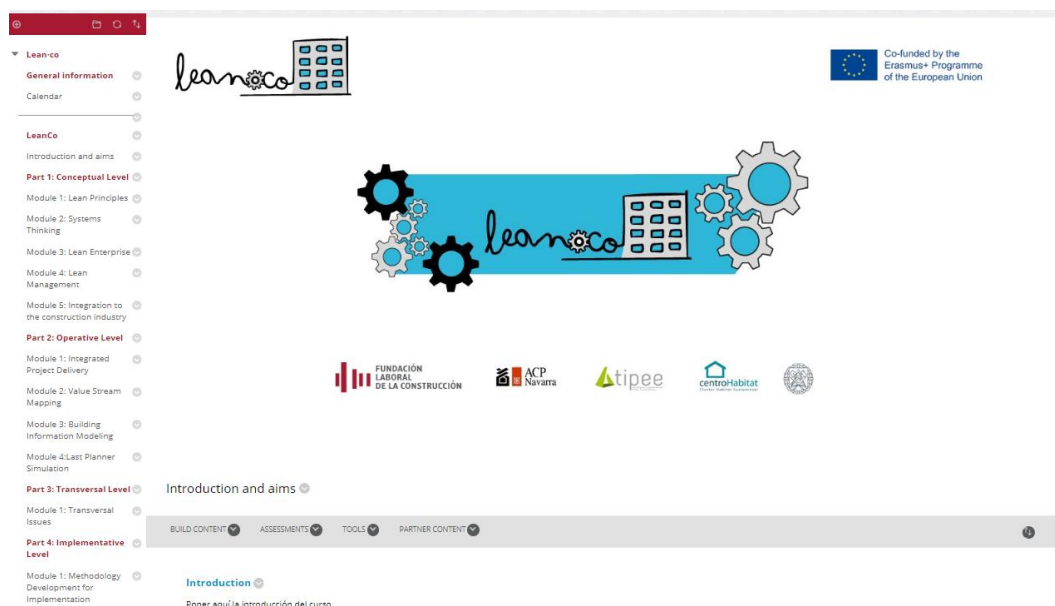 Lean-co
General information
Calendar
LeanCo
Introduction and aims
Part 1: Conceptual Level
Module 1: Lean Principles
Module 2: Systems
Thinking
Module 3: Lean Enterprise
Module 4: Lean
Management
Module 5: Integration to
the construction industry
Part 2: Operative Level
Module 1: Integrated
Project Delivery
Module 2: Value Stream
Mapping
Module 3: Building
Information Modeling
Module 4:Last Planner
Simulation
Part 3: Transversal Level
Module 1: Transversal
Issues
Part 4: Implementative
Level
Module 1: Methodology
Development for
Implementation
leanco
Co-funded by the
Erasmus+ Programme
of the European Union
leanco
FUNDACIÓN
LABORAL
DE LA CONSTRUCCIÓN
ACP
Navarra
tipee
centroHabitat
Introduction and aims
BUILD CONTENT ASSESSMENTS TOOLS PARTNER CONTENT
Introduction
Poner aquí la introducción del curso